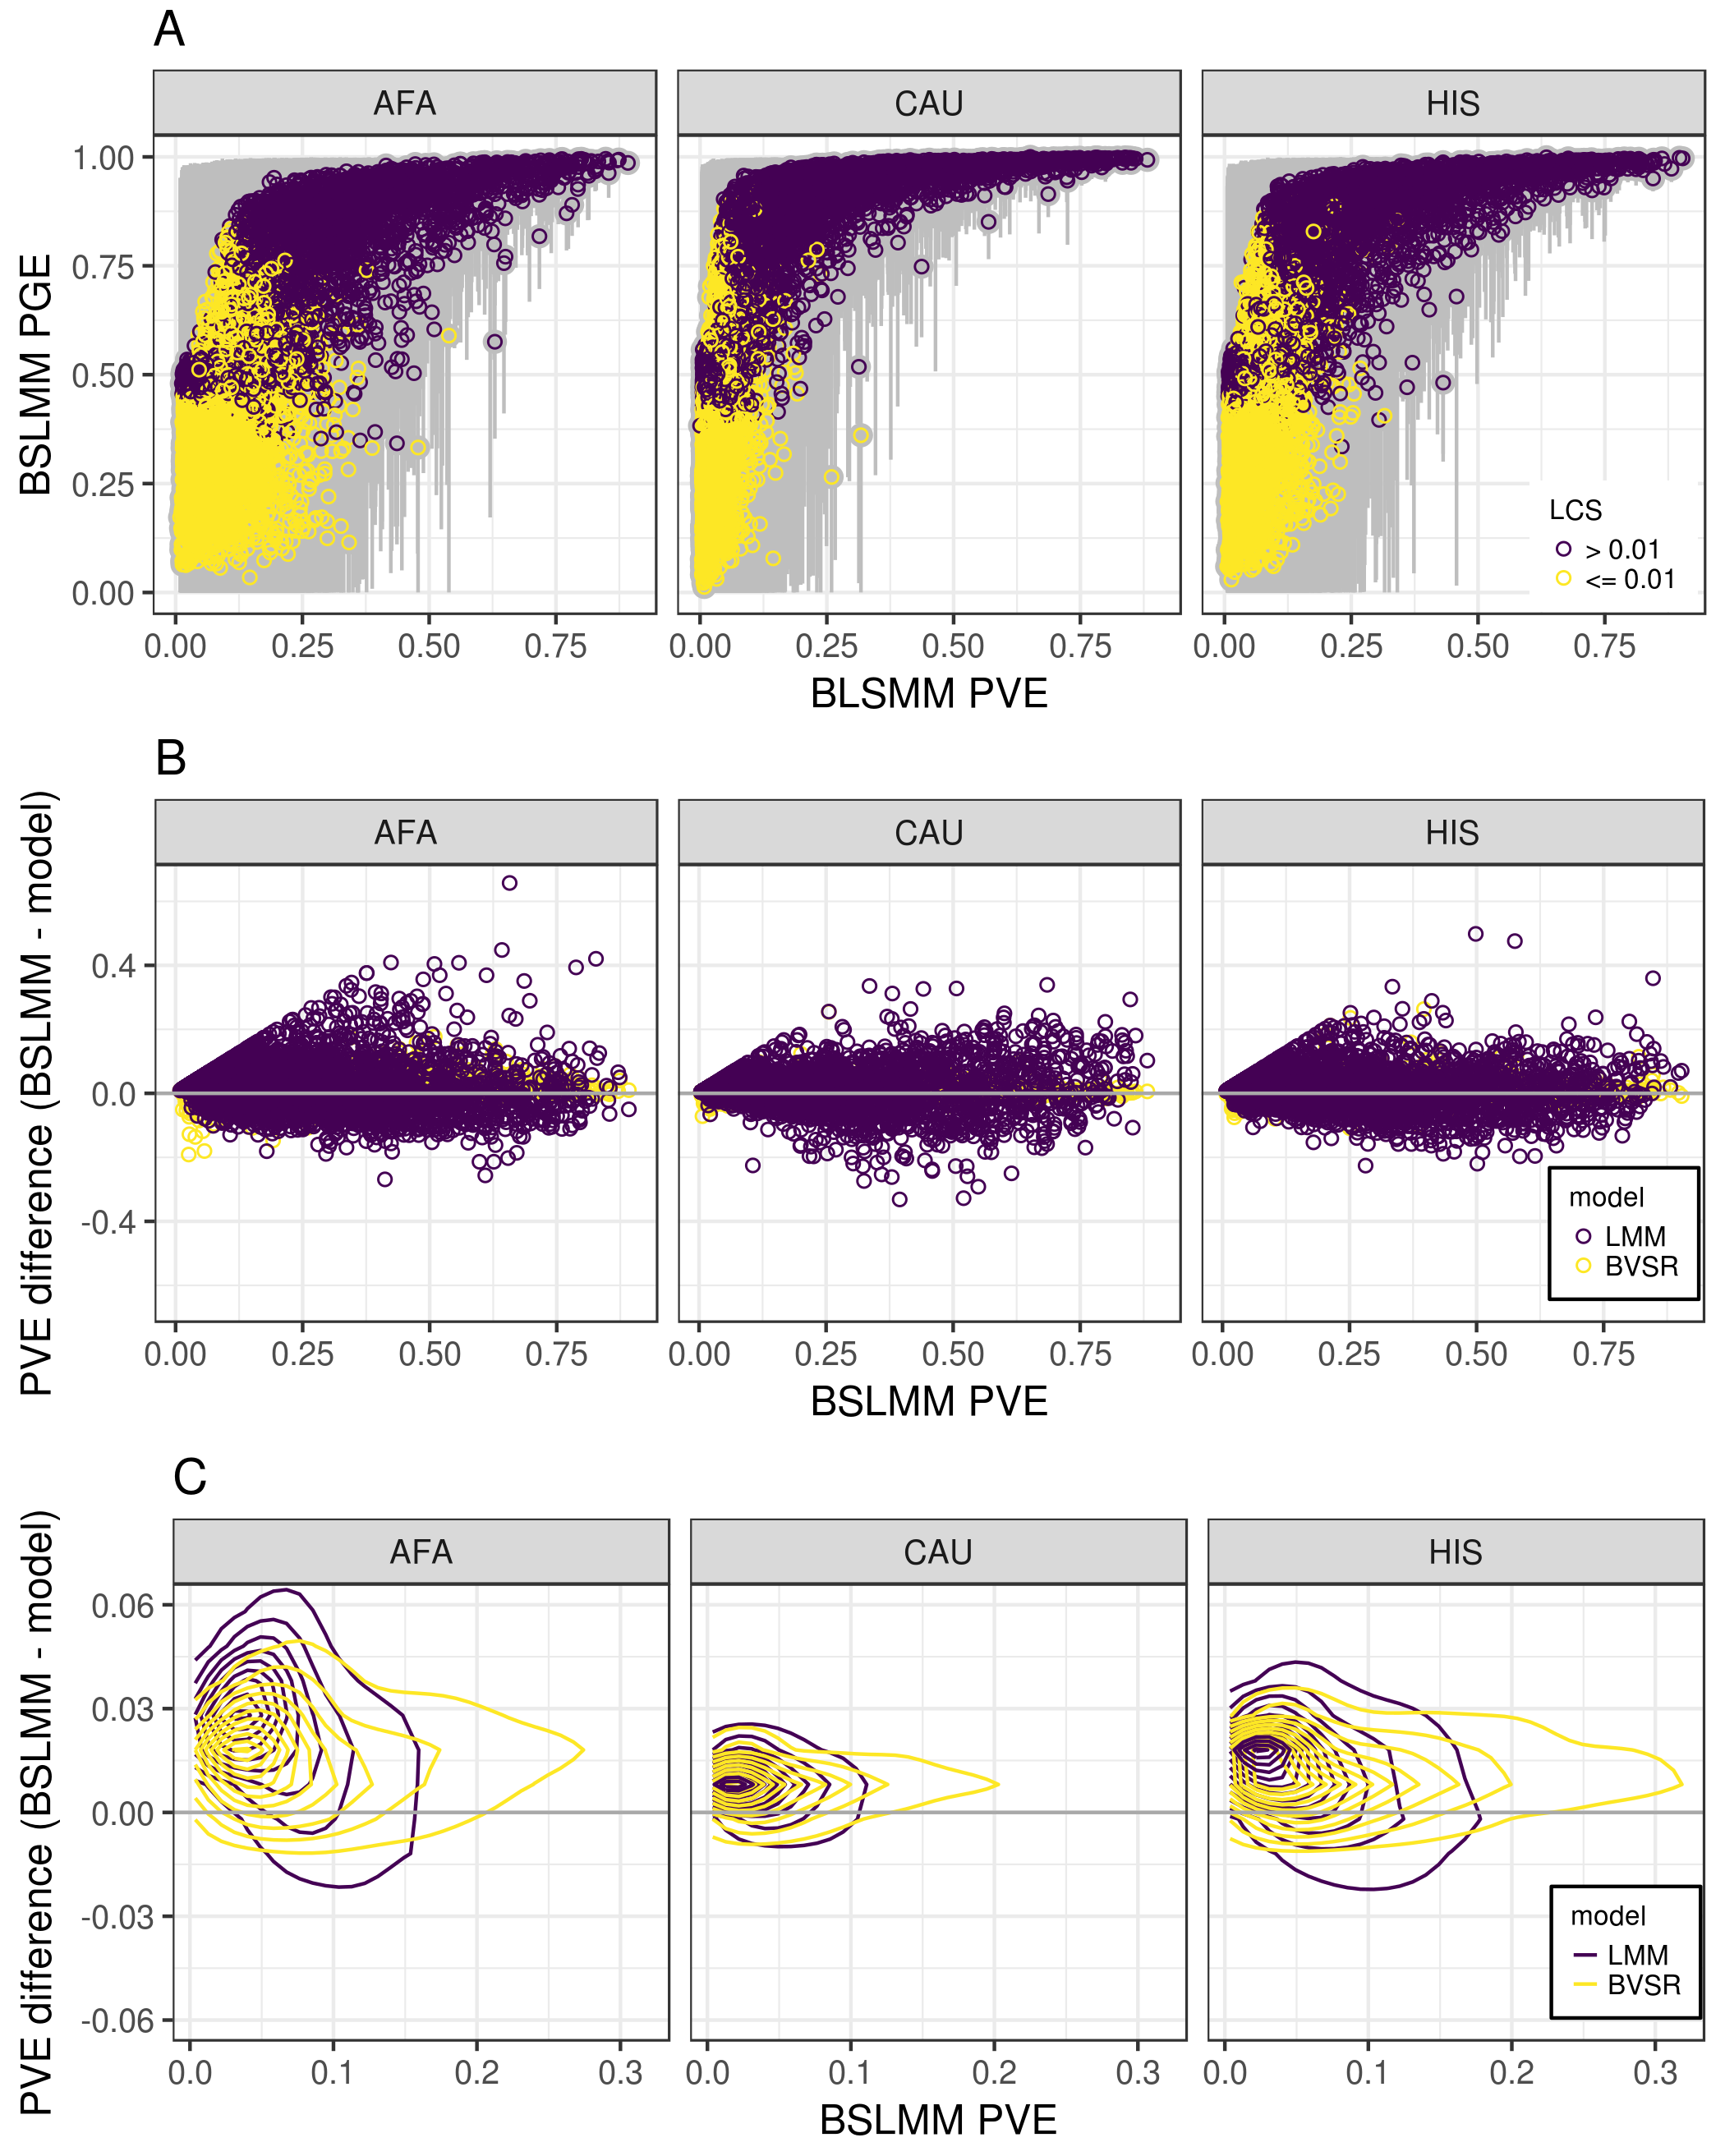 A
AFA CAU HIS
BSLMM PGE
1.00
0.75
0.50
0.25
0.00
LCS
> 0.01
<= 0.01
0.00 0.25 0.50 0.75 0.00 0.25 0.50 0.75 0.00 0.25 0.50 0.75
BLSMM PVE
B
AFA CAU HIS
PVE difference (BSLMM - model)
0.4
0.0
-0.4
model
LMM
BVSR
0.00 0.25 0.50 0.75 0.00 0.25 0.50 0.75 0.00 0.25 0.50 0.75
BSLMM PVE
C
AFA CAU HIS
PVE difference (BSLMM - model)
0.06
0.03
0.00
-0.03
-0.06
model
LMM
BVSR
0.0 0.1 0.2 0.3 0.0 0.1 0.2 0.3 0.0 0.1 0.2 0.3
BSLMM PVE